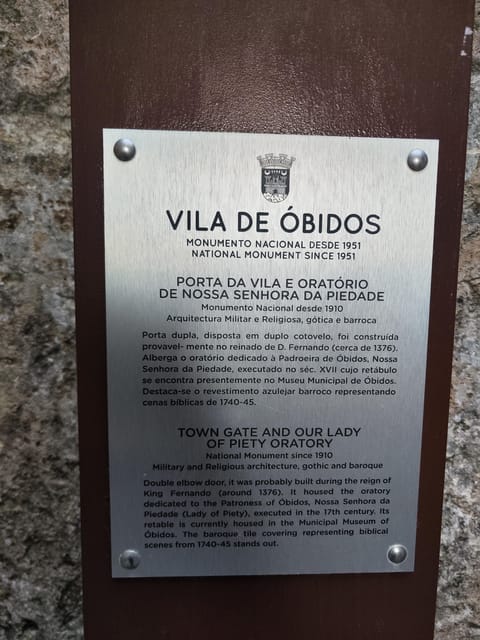 VILA DE ÓBIDOS
MONUMENTO NACIONAL DESDE 1951
NATIONAL MONUMENT SINCE 1951
PORTA DA VILA E ORATÓRIO
DE NOSSA SENHORA DA PIEDADE
Monumento Nacional desde 1910
Arquitectura Militar e Religiosa, gótica e barroca
Porta dupla, disposta em duplo cotovelo, foi construída
provavel- mente no reinado de D. Fernando (cerca de 1376).
Alberga o oratório dedicado à Padroeira de Óbidos, Nossa
Senhora da Piedade, executado no séc. XVII cujo retábulo
se encontra presentemente no Museu Municipal de Óbidos.
Destaca-se o revestimento azulejar barroco representando
cenas bíblicas de 1740-45.
TOWN GATE AND OUR LADY
OF PIETY ORATORY
National Monument since 1910
Military and Religious architecture, gothic and baroque
Double elbow door, it was probably built during the reign of
King Fernando (around 1376). It housed the oratory
dedicated to the Patroness of Óbidos, Nossa Senhora da
Piedade (Lady of Piety), executed in the 17th century. Its
retable is currently housed in the Municipal Museum of
Óbidos. The baroque tile covering representing biblical
scenes from 1740-45 stands out.